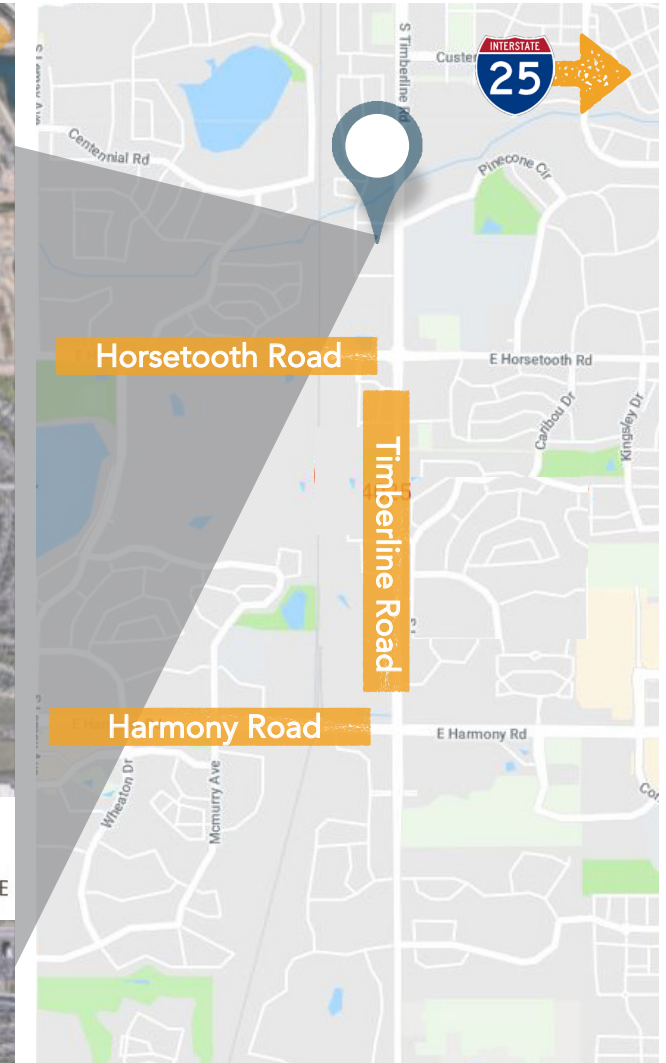 S Timberline Rd
Custer
INTERSTATE
25
Centennial Rd
Pinecone Cir
Horsetooth Road
E Horsetooth Rd
Caribou Dr
Kingsley Dr
Timberline Road
Harmony Road
E Harmony Rd
Wheaton Dr
Mcmurry Ave
E